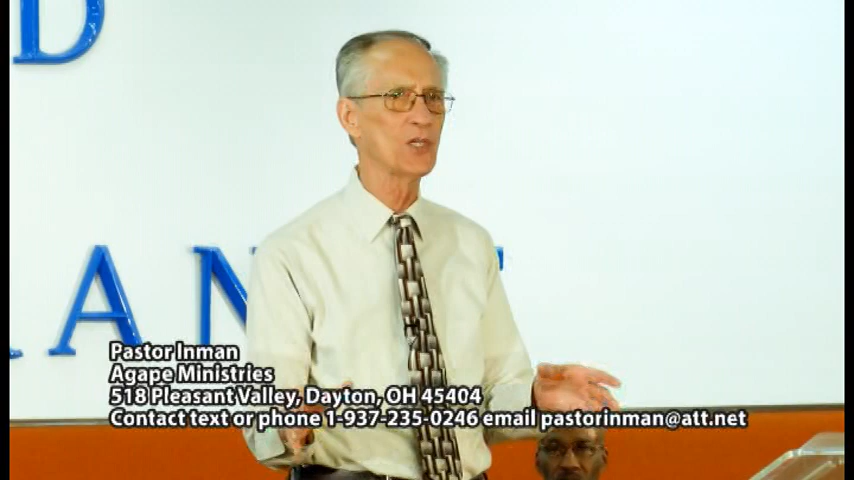 D
AN
Pastor Inman
Agape Ministries
518 Pleasant Valley, Dayton, OH 45404
Contact text or phone 1-937-235-0246 email pastorinman@att.net